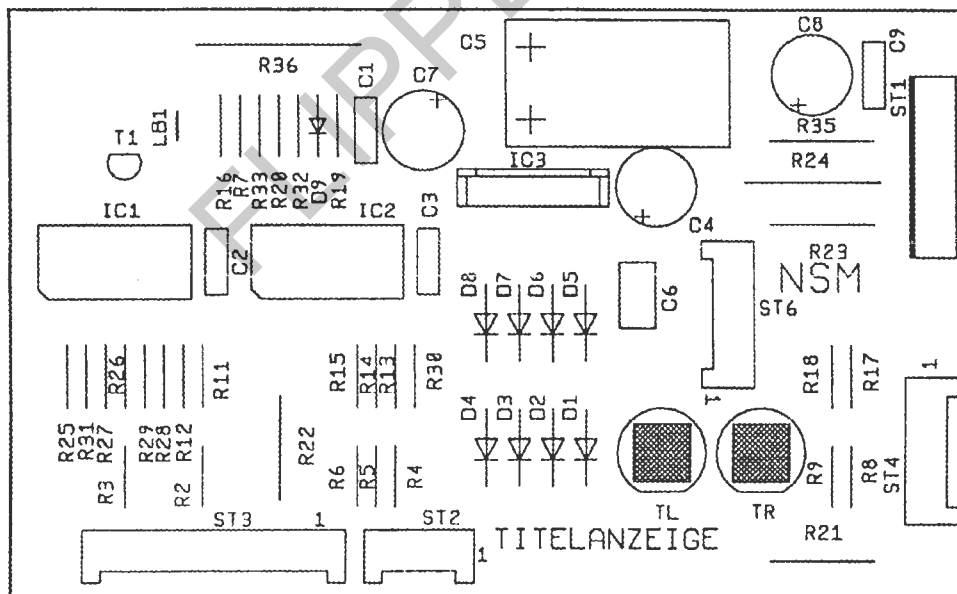 FLIPPE
C5
C8
C9
R36
C1
C7
ST1
LB1
T1
R35
IC3
R24
R16
R7
R33
R20
R32
D9
R19
IC1
IC2
C3
C4
C2
R23
NSM
D8
D7
D6
D5
C6
ST6
R26
R11
R15
R14
R13
R30
R18
R17
1
1
R25
R31
R27
R29
R28
R12
R22
D4
D3
D2
D1
R3
R2
R6
R5
R4
R9
R8
ST4
TL
TR
ST3
1
ST2
1
TITELANZEIGE
R21